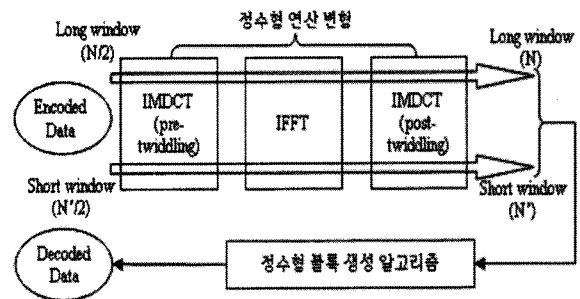 정수형 연산 변형
Long window
(N/2)
Long window
(N)
Encoded
Data
IMDCT
(pre-
twiddling)
IFFT
IMDCT
(post-
twiddling)
Short window
(N'/2)
Short window
(N')
Decoded
Data
정수형 블록 생성 알고리즘